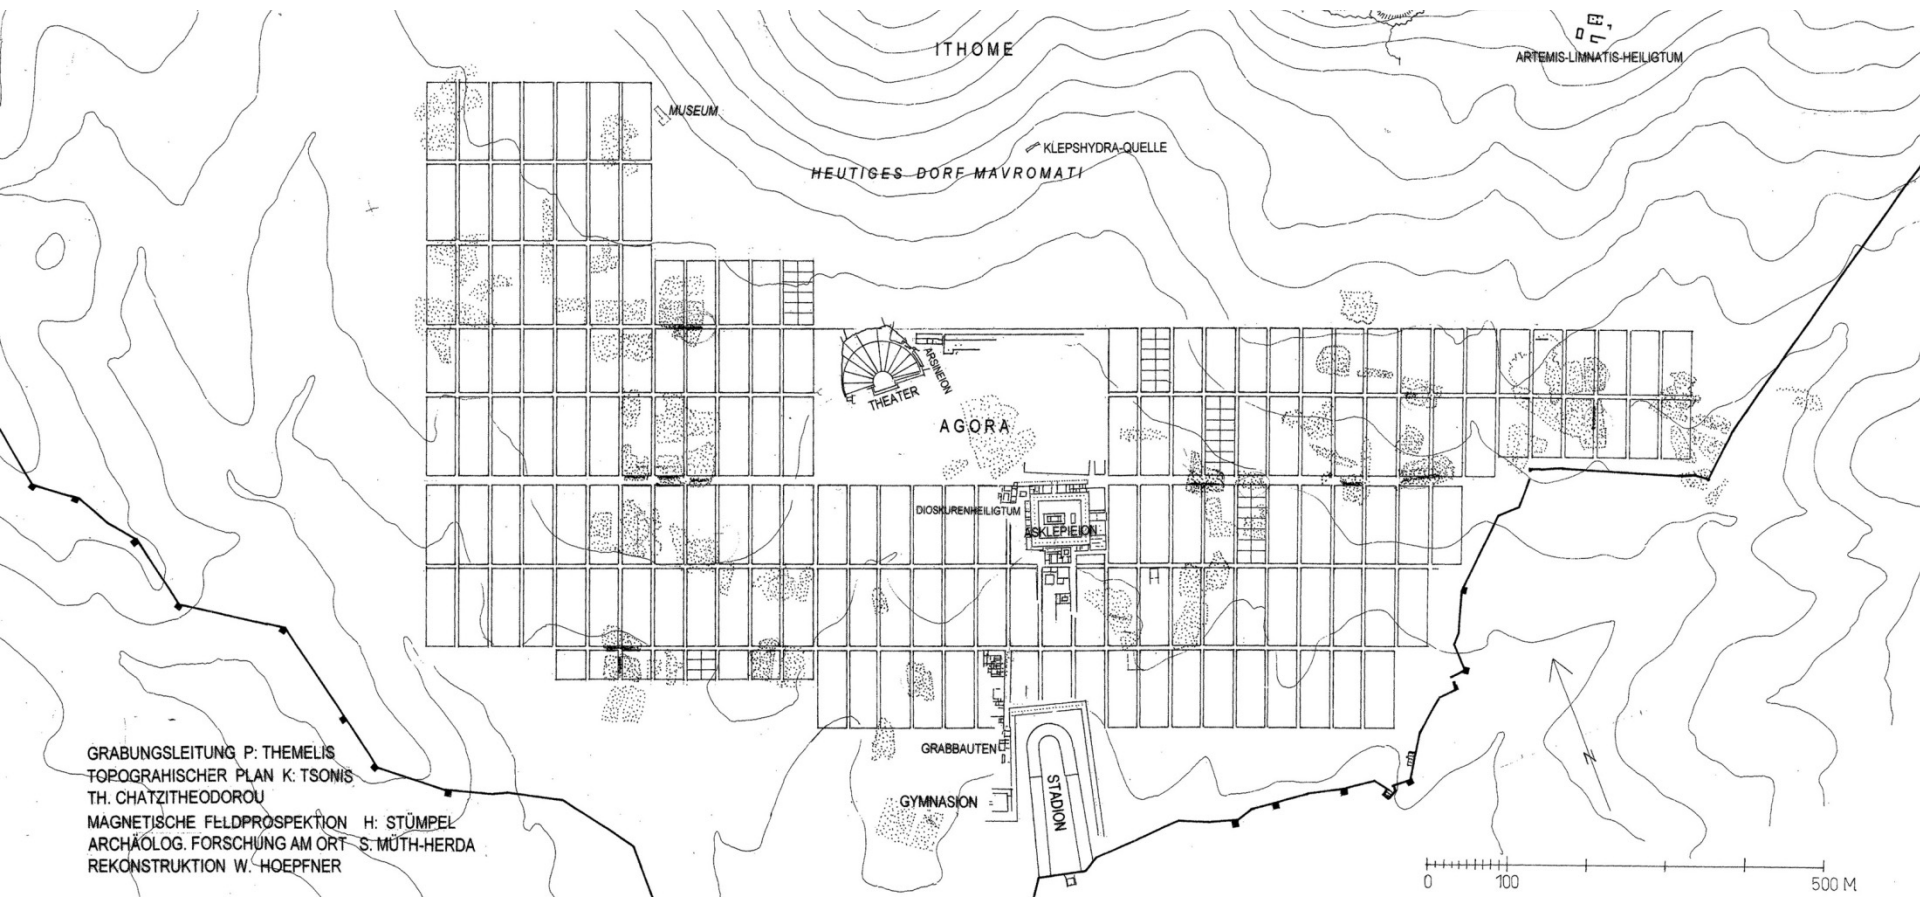 ITHOME
ARTEMIS-LIMNATIS-HEILIGTUM
MUSEUM
KLEPSHYDRA-QUELLE
HEUTIGES DORF MAVROMATI
ARSINEION
THEATER
AGORA
DIOSKURENHEILIGTUM
ASKLEPIEION
GRABBAUTEN
GYMNASION
STADION
N
GRABUNGSLEITUNG P: THEMELIS
TOPOGRAHISCHER PLAN K: TSONIS
TH. CHATZITHEODOROU
MAGNETISCHE FELDPROSPEKTION H: STÜMPEL
ARCHÄOLOG. FORSCHUNG AM ORT S. MÜTH-HERDA
REKONSTRUKTION W. HOEPFNER
0 100 500 M